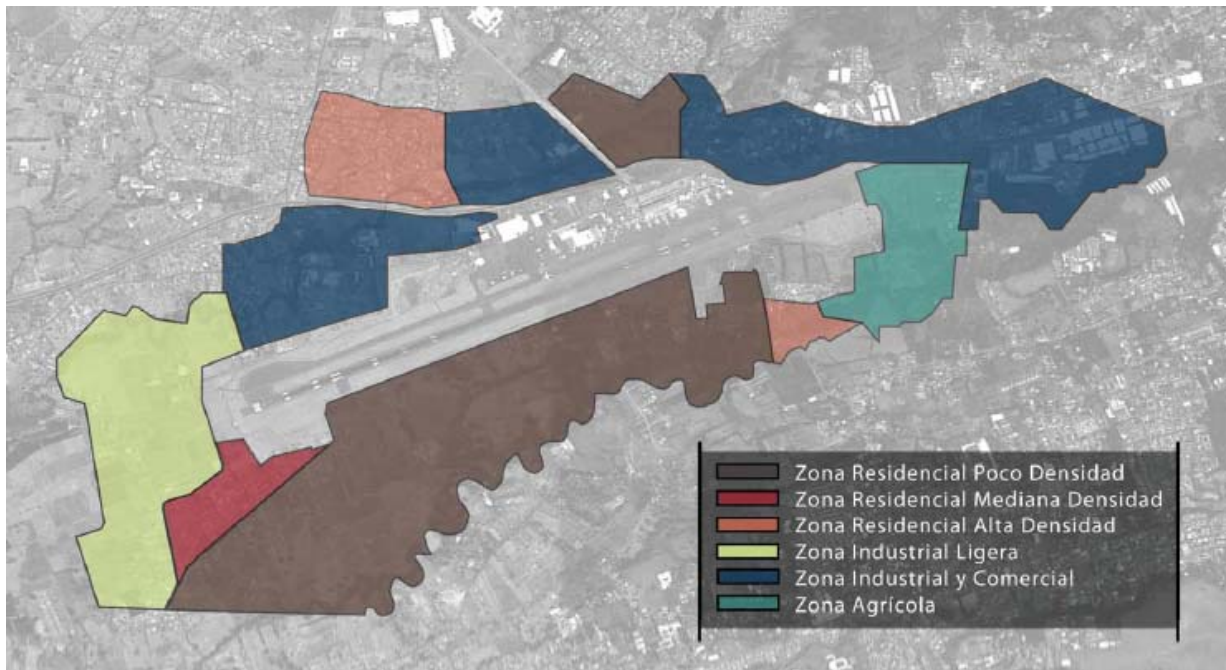 Zona Residencial Poco Densidad
Zona Residencial Mediana Densidad
Zona Residencial Alta Densidad
Zona Industrial Ligera
Zona Industrial y Comercial
Zona Agrícola